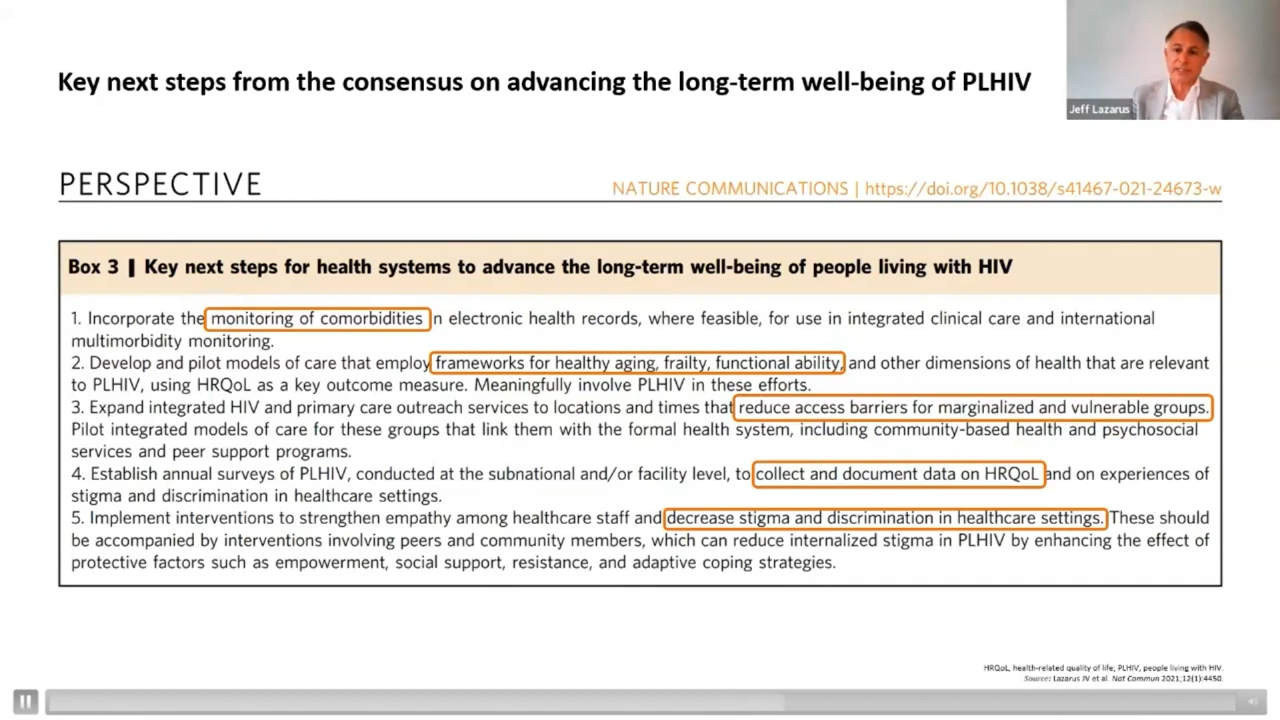 Key next steps from the consensus on advancing the long-term well-being of PLHIV
Jeff Lazarus
PERSPECTIVE
NATURE COMMUNICATIONS | https://doi.org/10.1038/s41467-021-24673-w
Box 3 | Key next steps for health systems to advance the long-term well-being of people living with HIV
1. Incorporate the monitoring of comorbidities n electronic health records, where feasible, for use in integrated clinical care and international
multimorbidity monitoring.
2. Develop and pilot models of care that employ frameworks for healthy aging, frailty, functional ability, and other dimensions of health that are relevant
to PLHIV, using HRQoL as a key outcome measure. Meaningfully involve PLHIV in these efforts.
3. Expand integrated HIV and primary care outreach services to locations and times that reduce access barriers for marginalized and vulnerable groups.
Pilot integrated models of care for these groups that link them with the formal health system, including community-based health and psychosocial
services and peer support programs.
4. Establish annual surveys of PLHIV, conducted at the subnational and/or facility level, to collect and document data on HRQoL and on experiences of
stigma and discrimination in healthcare settings.
5. Implement interventions to strengthen empathy among healthcare staff and decrease stigma and discrimination in healthcare settings. These should
be accompanied by interventions involving peers and community members, which can reduce internalized stigma in PLHIV by enhancing the effect of
protective factors such as empowerment, social support, resistance, and adaptive coping strategies.
HRQoL, health-related quality of life; PLHIV, people living with HIV.
Source: Lazarus JV et al. Nat Commun 2021;12(1):4450.